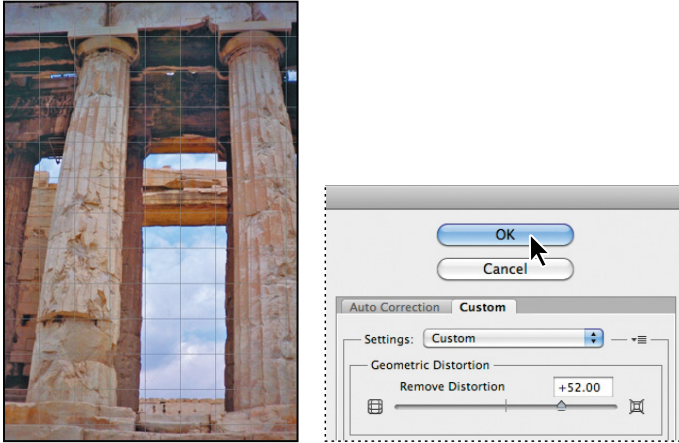 OK
Cancel
Auto Correction Custom
Settings: Custom
Geometric Distortion
Remove Distortion +52.00